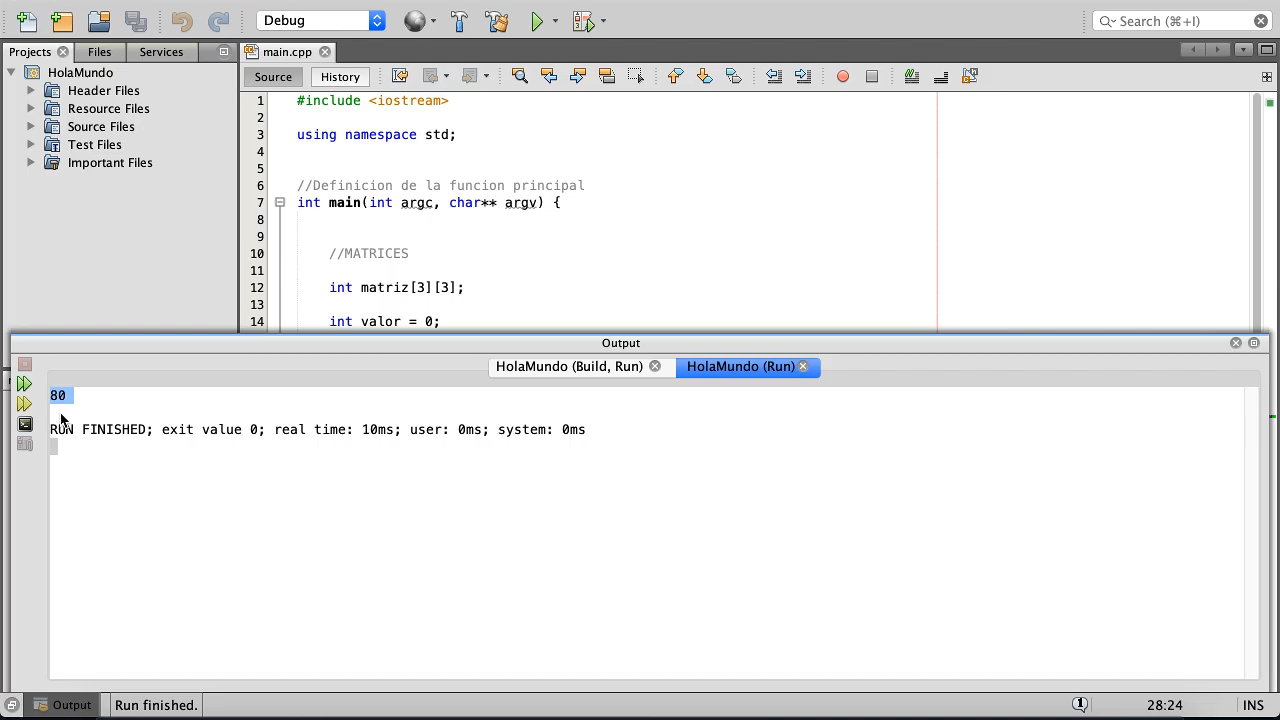 Debug
Search (⌘+I)
Projects
Files
Services
main.cpp
HolaMundo
Header Files
Resource Files
Source Files
Test Files
Important Files
Source
History
1 #include <iostream>
2
3 using namespace std;
4
5
6 //Definicion de la funcion principal
7 int main(int argc, char** argv) {
8
9
10 //MATRICES
11
12 int matriz[3][3];
13
14 int valor = 0;
Output
HolaMundo (Build, Run)
HolaMundo (Run)
80
RUN FINISHED; exit value 0; real time: 10ms; user: 0ms; system: 0ms
Output
Run finished.
1
28:24
INS